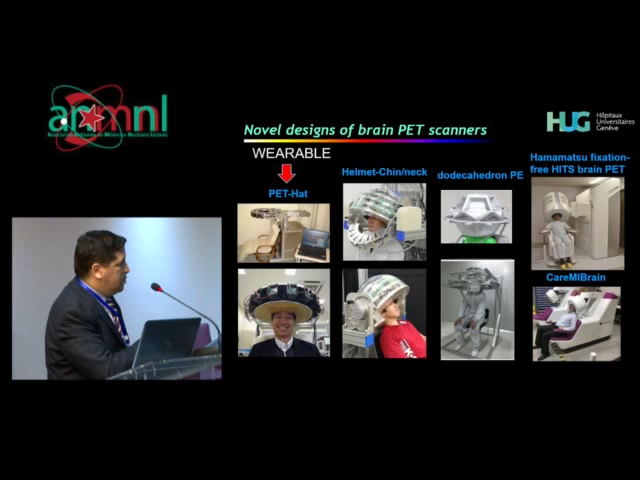 anmnl
Novel designs of brain PET scanners
HUG
Hôpitaux
Universitaires
Genève
WEARABLE
PET-Hat
Helmet-Chin/neck
dodecahedron PE
Hamamatsu fixation-
free HITS brain PET
CareMIBrain